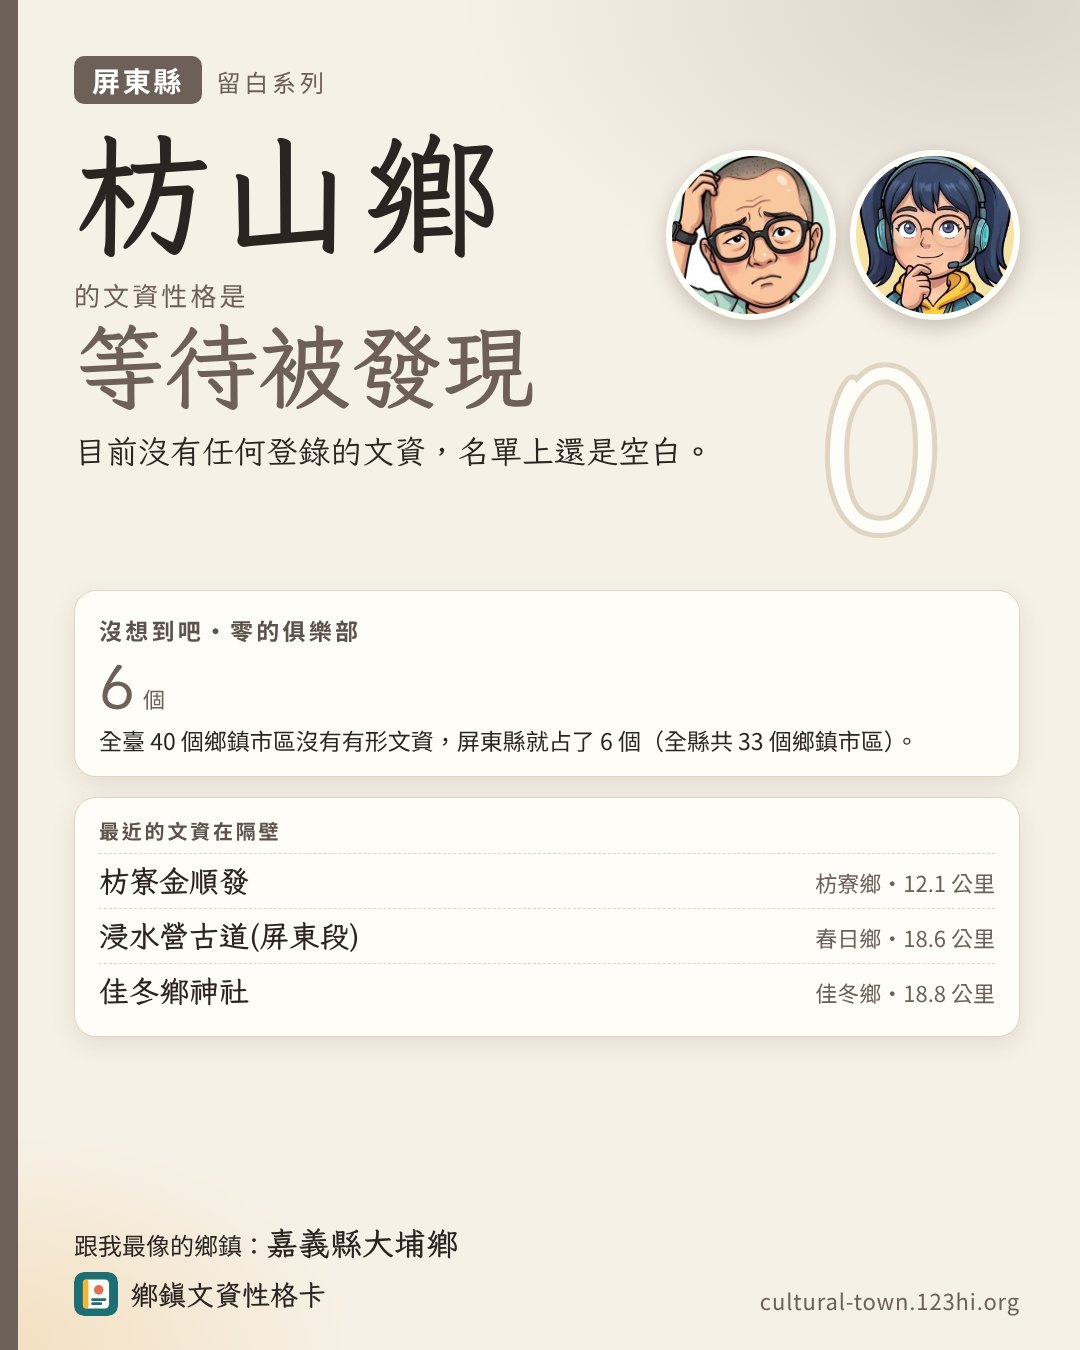 屏東縣 留白系列
枋山鄉
的文資性格是
等待被發現
目前沒有任何登錄的文資，名單上還是空白。
0
沒想到吧・零的俱樂部
6 個
全臺 40 個鄉鎮市區沒有有形文資，屏東縣就占了 6 個（全縣共 33 個鄉鎮市區）。
最近的文資在隔壁
枋寮金順發 枋寮鄉・12.1 公里
浸水營古道(屏東段) 春日鄉・18.6 公里
佳冬鄉神社 佳冬鄉・18.8 公里
跟我最像的鄉鎮：嘉義縣大埔鄉
鄉鎮文資性格卡
cultural-town.123hi.org